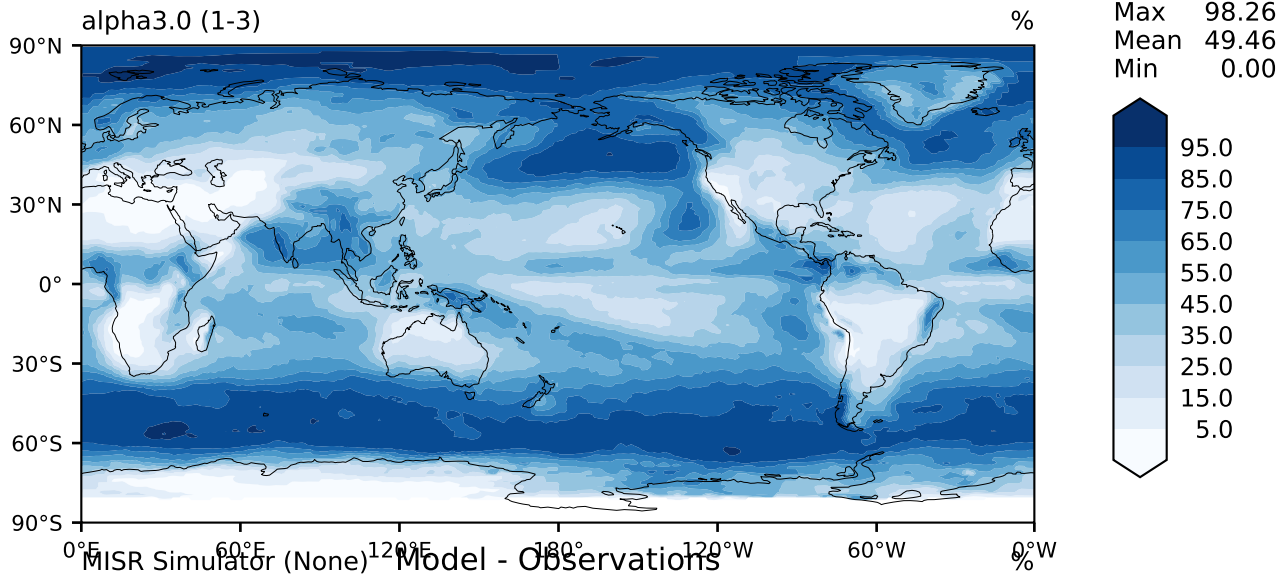 alpha3.0 (1-3) %
Max 98.26
Mean 49.46
Min 0.00
90°N
60°N
30°N
0°
30°S
60°S
90°S
95.0
85.0
75.0
65.0
55.0
45.0
35.0
25.0
15.0
5.0
0°E 60°E 120°E 180° 120°W 60°W 0°W
MISR Simulator (None) Model - Observations %